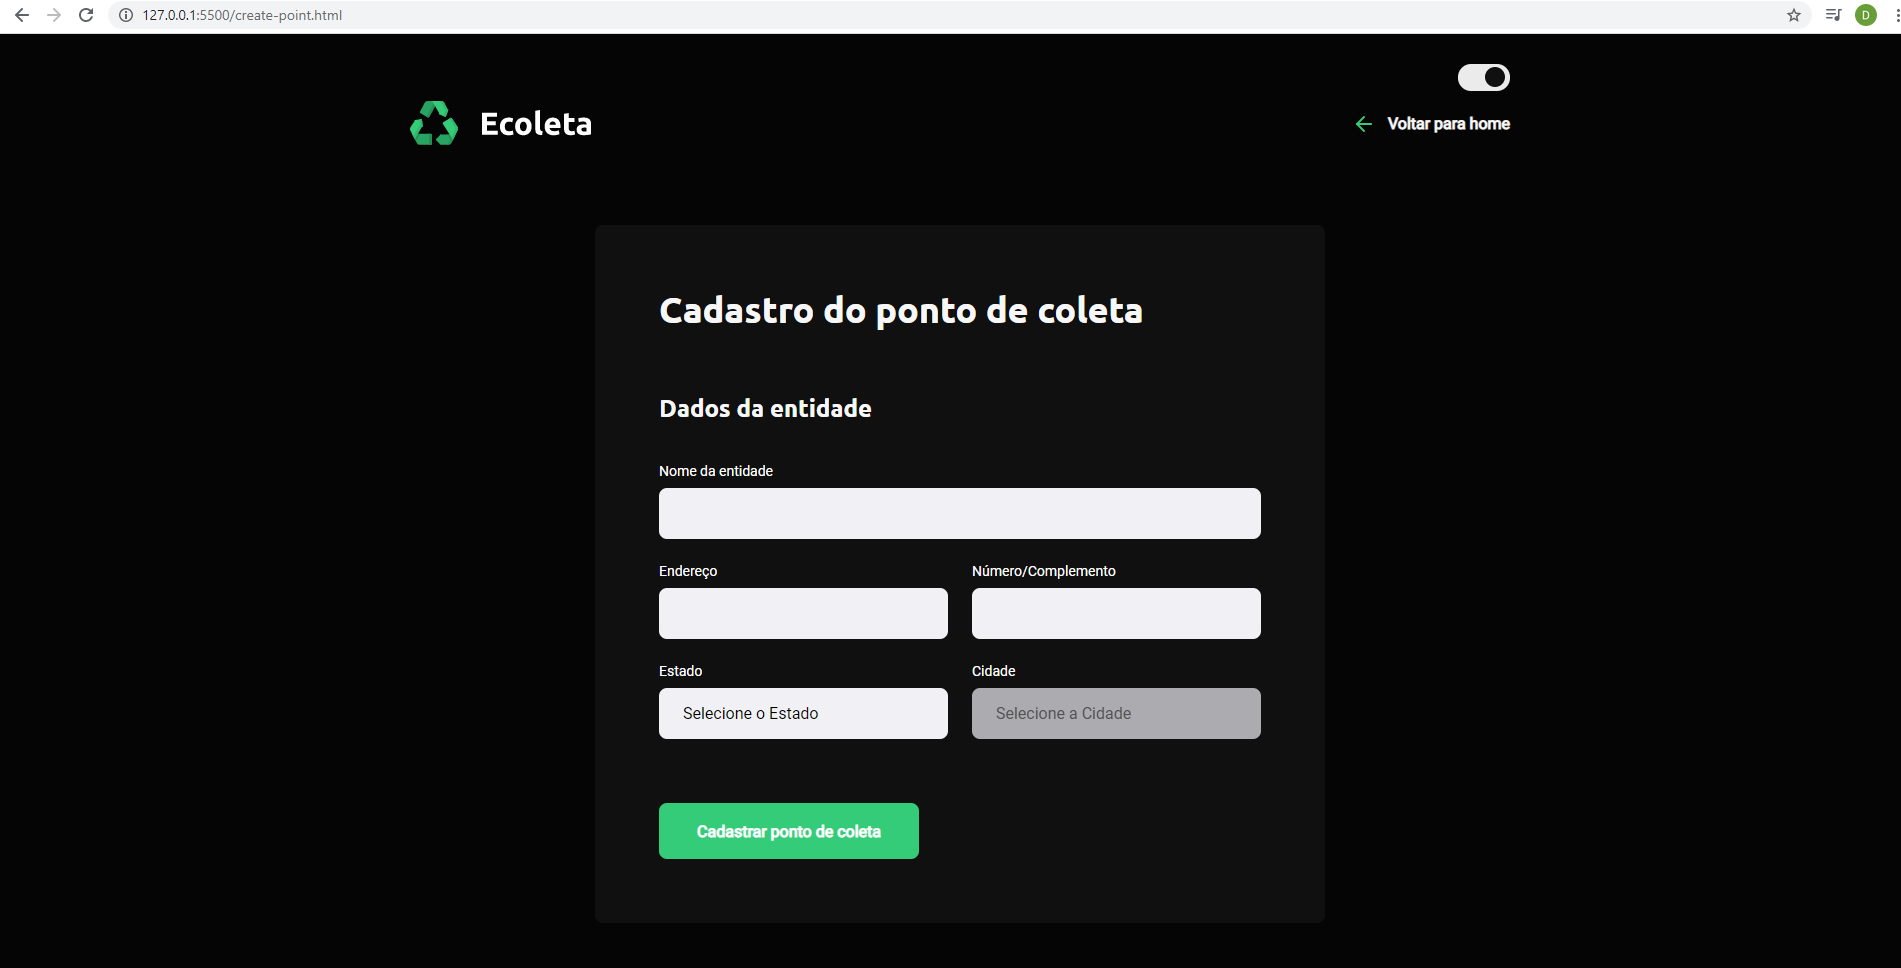 127.0.0.1:5500/create-point.html
D
Ecoleta
Voltar para home
Cadastro do ponto de coleta
Dados da entidade
Nome da entidade
Endereço
Número/Complemento
Estado
Cidade
Selecione o Estado
Selecione a Cidade
Cadastrar ponto de coleta